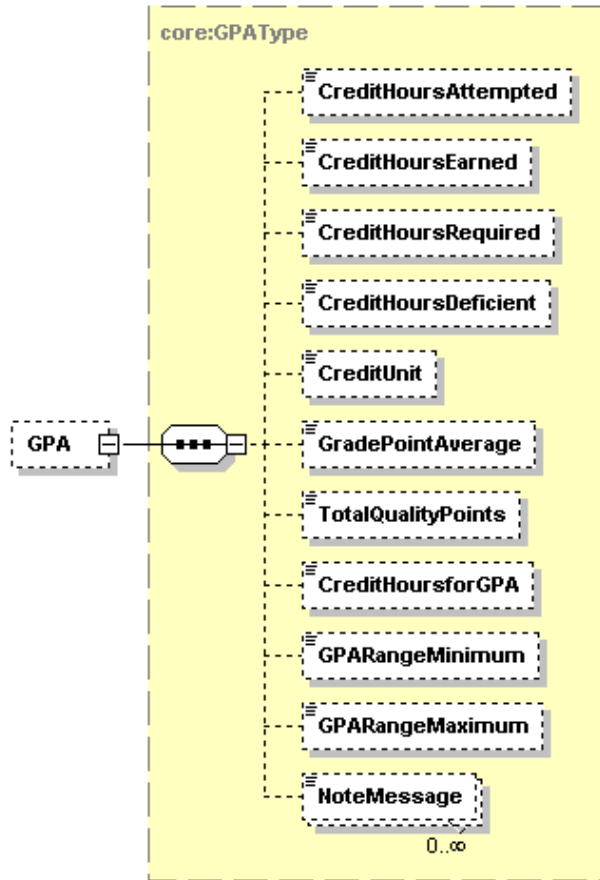 core:GPAType
CreditHoursAttempted
CreditHoursEarned
CreditHoursRequired
CreditHoursDeficient
CreditUnit
GPA
GradePointAverage
TotalQualityPoints
CreditHoursforGPA
GPARangeMinimum
GPARangeMaximum
NoteMessage
0..∞